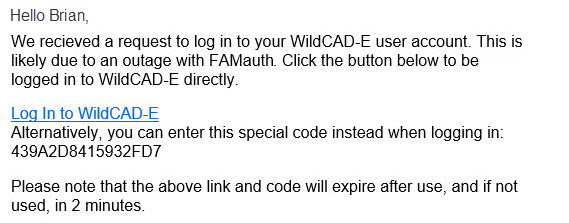 Hello Brian,
We recieved a request to log in to your WildCAD-E user account. This is
likely due to an outage with FAMauth. Click the button below to be
logged in to WildCAD-E directly.
Log In to WildCAD-E
Alternatively, you can enter this special code instead when logging in:
439A2D8415932FD7
Please note that the above link and code will expire after use, and if not
used, in 2 minutes.